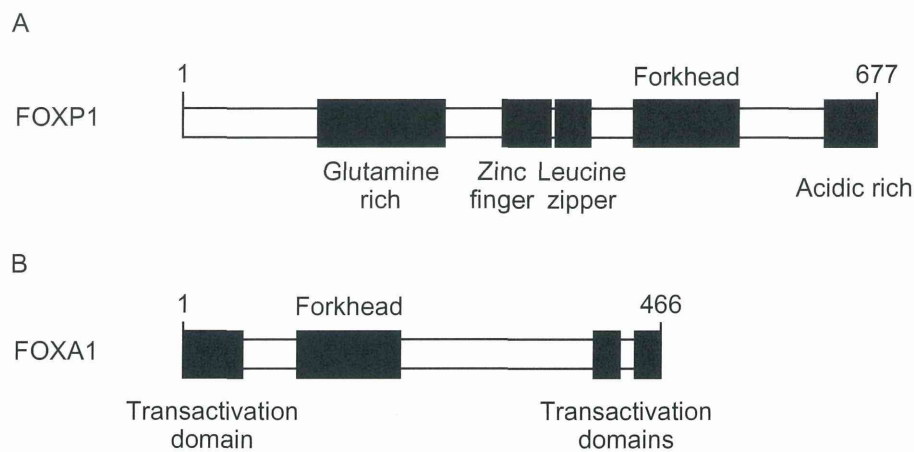 A
1
Forkhead
677
FOXP1
Glutamine
rich
Zinc
finger
Leucine
zipper
Acidic rich
B
1
Forkhead
466
FOXA1
Transactivation
domain
Transactivation
domains